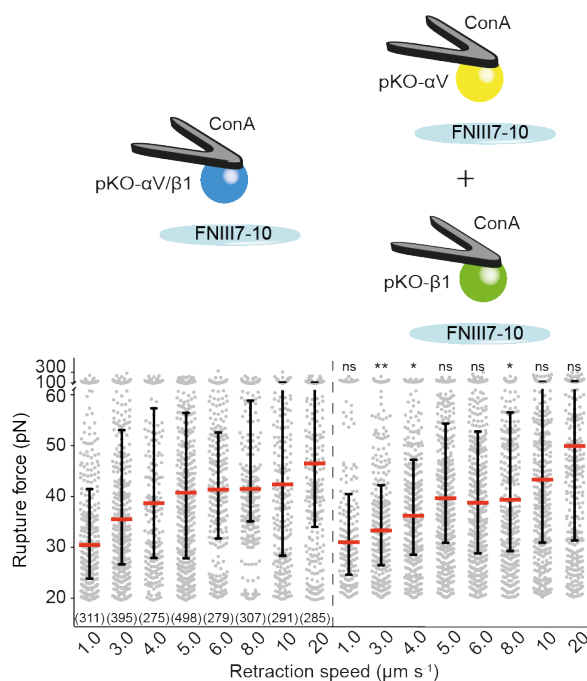 ConA
pKO-αV
FNIII7-10
ConA
pKO-αV/β1
FNIII7-10
+
ConA
pKO-β1
FNIII7-10
ns ** * ns ns * ns ns
300
100
60
50
40
30
20
Rupture force (pN)
(311) (395) (275) (498) (279) (307) (291) (285)
1.0 3.0 4.0 5.0 6.0 8.0 10 20 1.0 3.0 4.0 5.0 6.0 8.0 10 20
Retraction speed (µm s⁻¹)